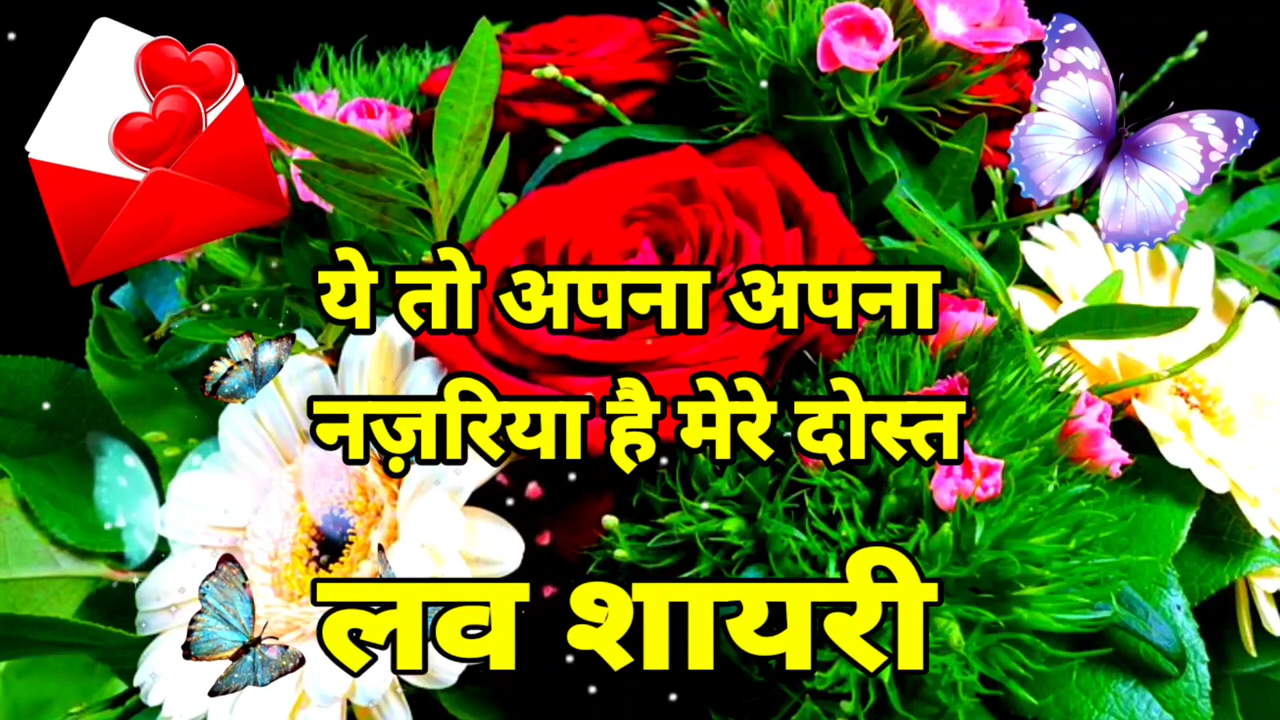 ये तो अपना अपना
नज़रिया है मेरे दोस्त
लव शायरी